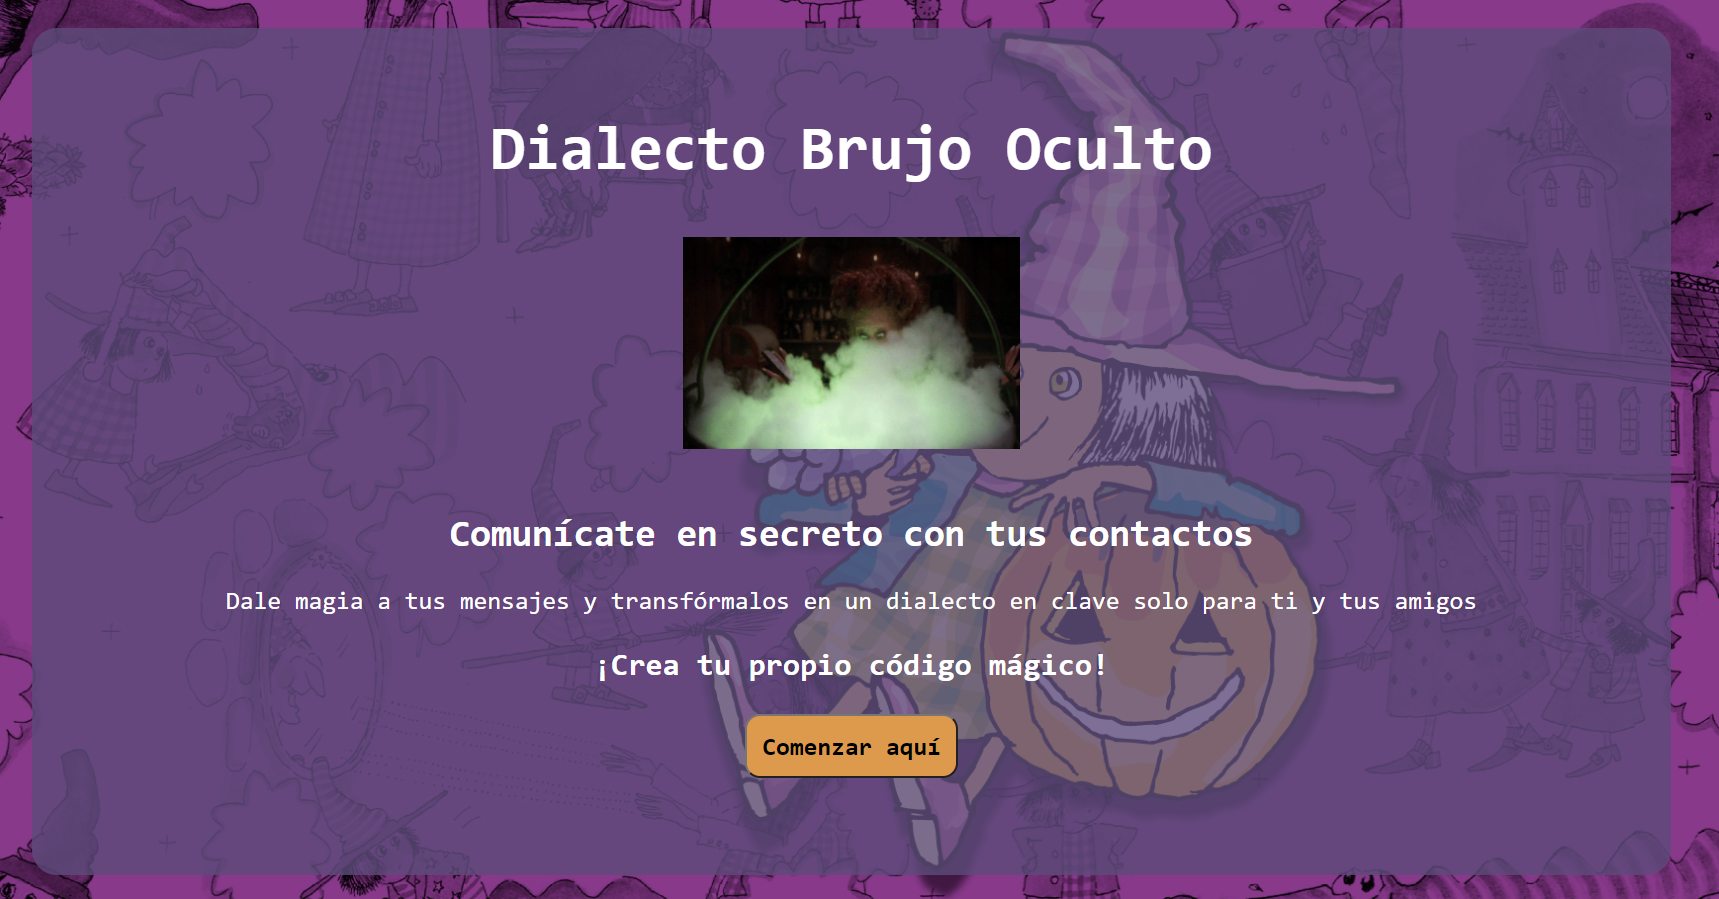 Dialecto Brujo Oculto
Comunícate en secreto con tus contactos
Dale magia a tus mensajes y transfórmalos en un dialecto en clave solo para ti y tus amigos
¡Crea tu propio código mágico!
Comenzar aquí